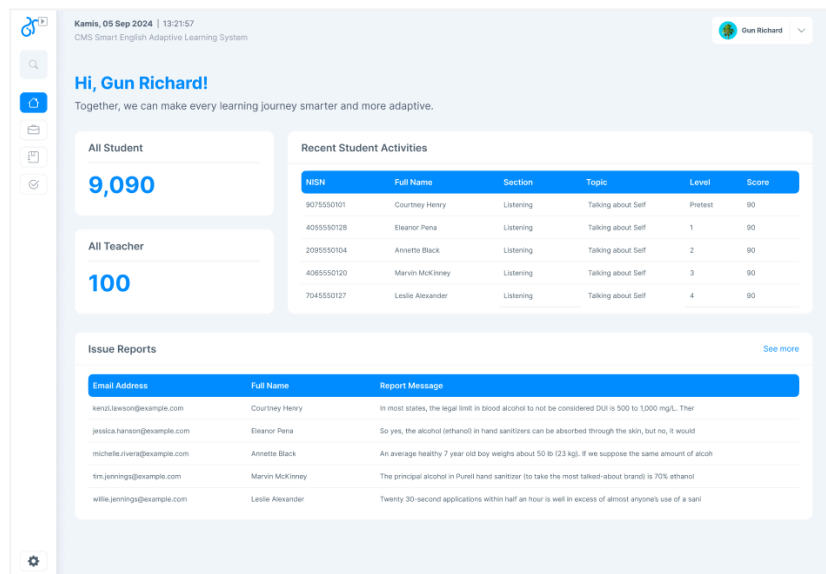 Kamis, 05 Sep 2024 | 13:21:57
CMS Smart English Adaptive Learning System
Gun Richard
Hi, Gun Richard!
Together, we can make every learning journey smarter and more adaptive.
All Student
9,090
All Teacher
100
Recent Student Activities
NISN Full Name Section Topic Level Score
9075550101 Courtney Henry Listening Talking about Self Pretest 90
4055550128 Eleanor Pena Listening Talking about Self 1 90
2095550104 Annette Black Listening Talking about Self 2 90
4065550120 Marvin McKinney Listening Talking about Self 3 90
7045550127 Leslie Alexander Listening Talking about Self 4 90
Issue Reports
See more
Email Address Full Name Report Message
kenzi.lawson@example.com Courtney Henry In most states, the legal limit in blood alcohol to not be considered DUI is 500 to 1,000 mg/L. Ther
jessica.hanson@example.com Eleanor Pena So yes, the alcohol (ethanol) in hand sanitizers can be absorbed through the skin, but no, it would
michelle.rivera@example.com Annette Black An average healthy 7 year old boy weighs about 50 lb (23 kg). If we suppose the same amount of alcoh
tim.jennings@example.com Marvin McKinney The principal alcohol in Purell hand sanitizer (to take the most talked-about brand) is 70% ethanol
willie.jennings@example.com Leslie Alexander Twenty 30-second applications within half an hour is well in excess of almost anyone's use of a sani